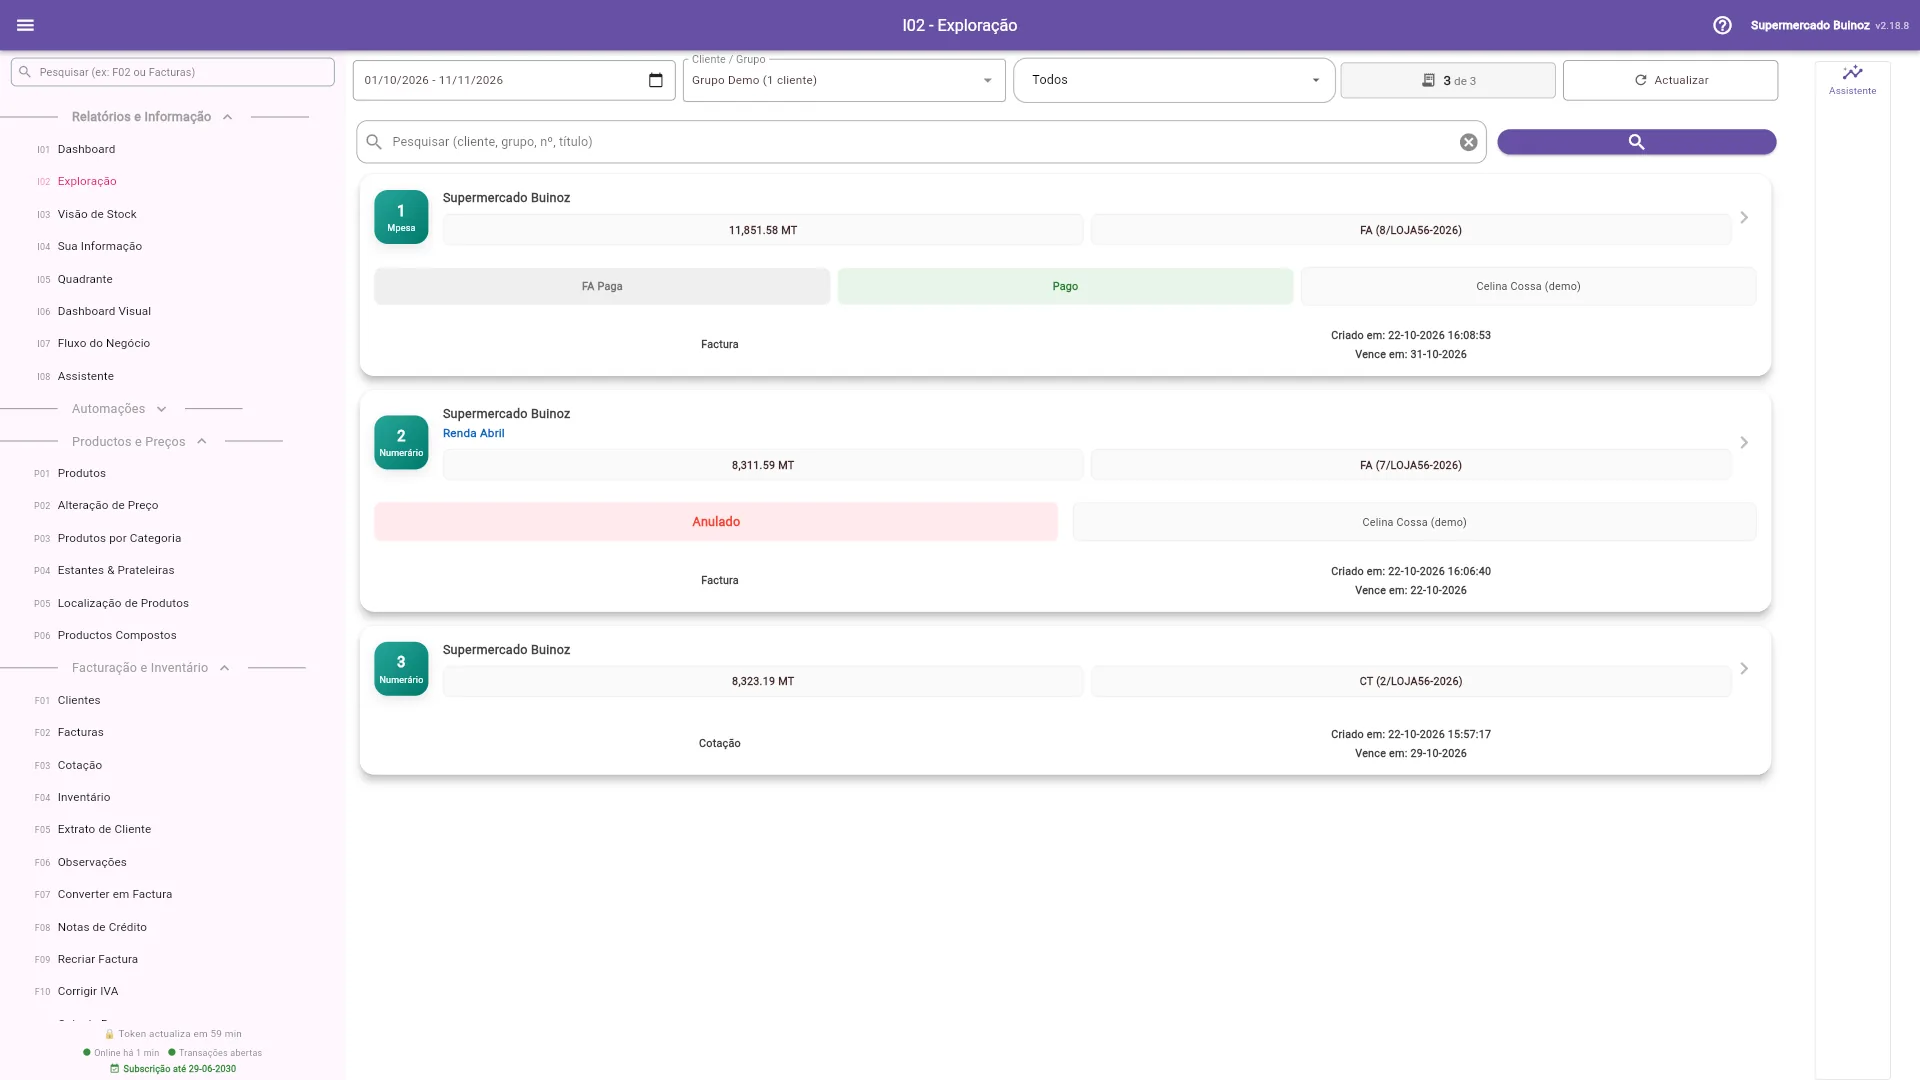 I02 - Exploração
Supermercado Buinoz v2.18.8
Pesquisar (ex: F02 ou Facturas)
Relatórios e Informação
I01 Dashboard
I02 Exploração
I03 Visão de Stock
I04 Sua Informação
I05 Quadrante
I06 Dashboard Visual
I07 Fluxo do Negócio
I08 Assistente
Automações
Productos e Preços
P01 Produtos
P02 Alteração de Preço
P03 Produtos por Categoria
P04 Estantes & Prateleiras
P05 Localização de Produtos
P06 Productos Compostos
Facturação e Inventário
F01 Clientes
F02 Facturas
F03 Cotação
F04 Inventário
F05 Extrato de Cliente
F06 Observações
F07 Converter em Factura
F08 Notas de Crédito
F09 Recriar Factura
F10 Corrigir IVA
Token actualiza em 59 min
Online há 1 min Transações abertas
Subscrição até 29-06-2030
01/10/2026 - 11/11/2026
Cliente / Grupo
Grupo Demo (1 cliente)
Todos
3 de 3
Actualizar
Pesquisar (cliente, grupo, nº, título)
1
Mpesa
Supermercado Buinoz
11,851.58 MT
FA (8/LOJA56-2026)
FA Paga
Pago
Celina Cossa (demo)
Factura
Criado em: 22-10-2026 16:08:53
Vence em: 31-10-2026
2
Numerário
Supermercado Buinoz
Renda Abril
8,311.59 MT
FA (7/LOJA56-2026)
Anulado
Celina Cossa (demo)
Factura
Criado em: 22-10-2026 16:06:40
Vence em: 22-10-2026
3
Numerário
Supermercado Buinoz
8,323.19 MT
CT (2/LOJA56-2026)
Cotação
Criado em: 22-10-2026 15:57:17
Vence em: 29-10-2026
Assistente